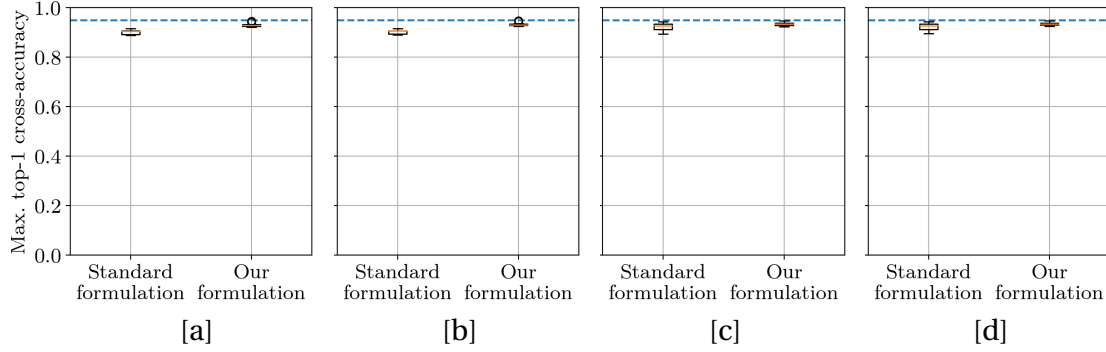 Max. top-1 cross-accuracy
1.0
0.8
0.6
0.4
0.2
0.0
Standard formulation
Our formulation
[a]
Standard formulation
Our formulation
[b]
Standard formulation
Our formulation
[c]
Standard formulation
Our formulation
[d]